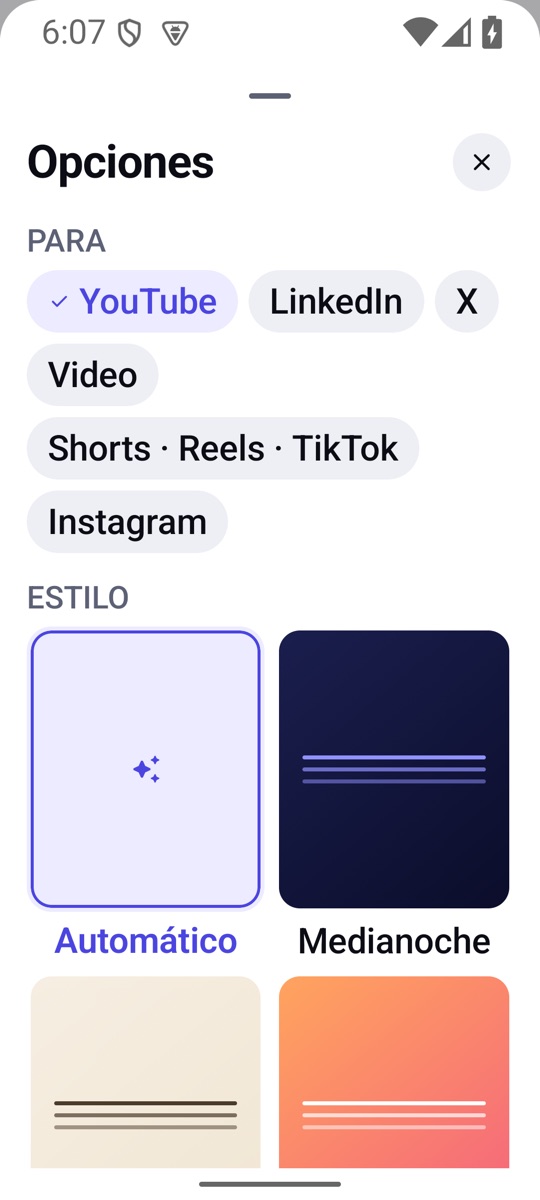 6:07
Opciones
PARA
YouTube LinkedIn X
Video
Shorts · Reels · TikTok
Instagram
ESTILO
Automático Medianoche